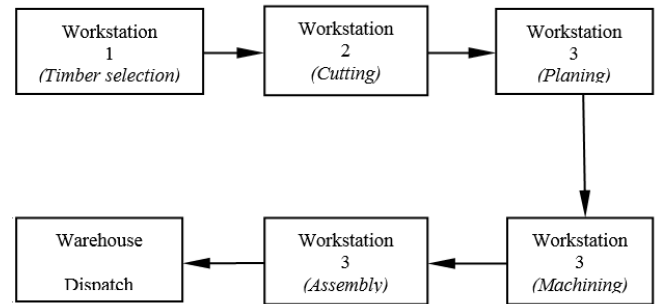 Workstation
1
(Timber selection)
Workstation
2
(Cutting)
Workstation
3
(Planing)
Warehouse
Dispatch
Workstation
3
(Assembly)
Workstation
3
(Machining)